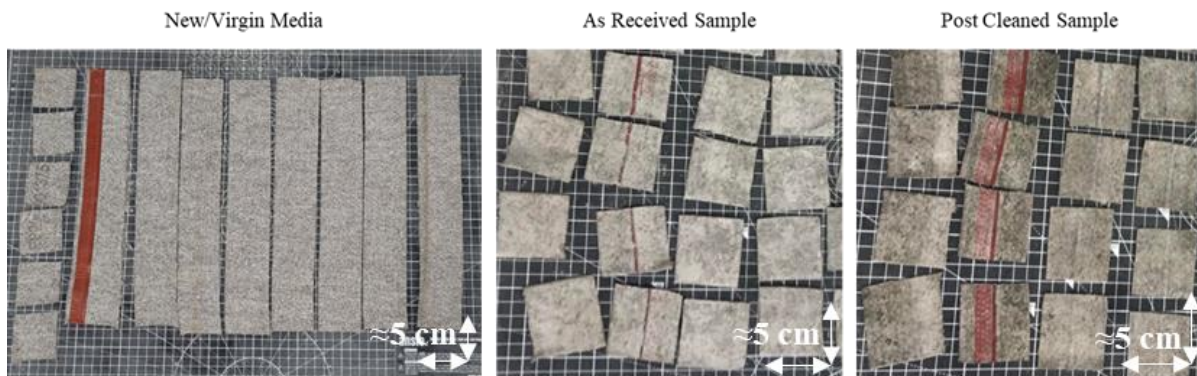 New/Virgin Media
As Received Sample
Post Cleaned Sample
≈5 cm
≈5 cm
≈5 cm